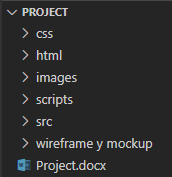 PROJECT
css
html
images
scripts
src
wireframe y mockup
Project.docx